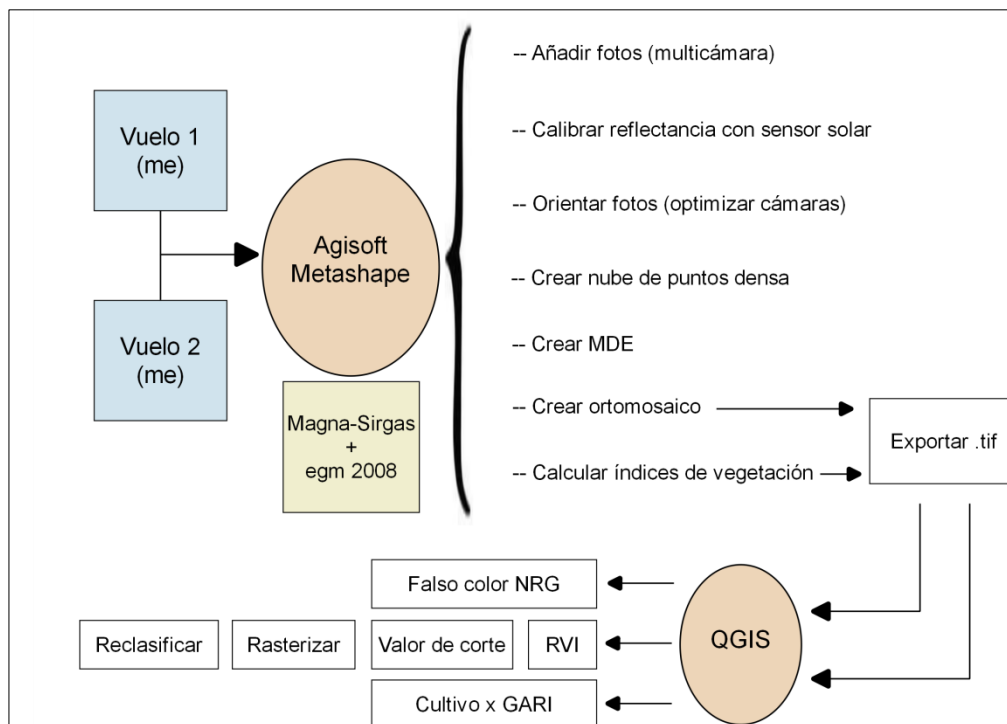 Vuelo 1
(me)
Vuelo 2
(me)
Agisoft
Metashape
Magna-Sirgas
+
egm 2008
-- Añadir fotos (multicámara)
-- Calibrar reflectancia con sensor solar
-- Orientar fotos (optimizar cámaras)
-- Crear nube de puntos densa
-- Crear MDE
-- Crear ortomosaico
-- Calcular índices de vegetación
Exportar .tif
QGIS
Falso color NRG
Reclasificar
Rasterizar
Valor de corte
RVI
Cultivo x GARI